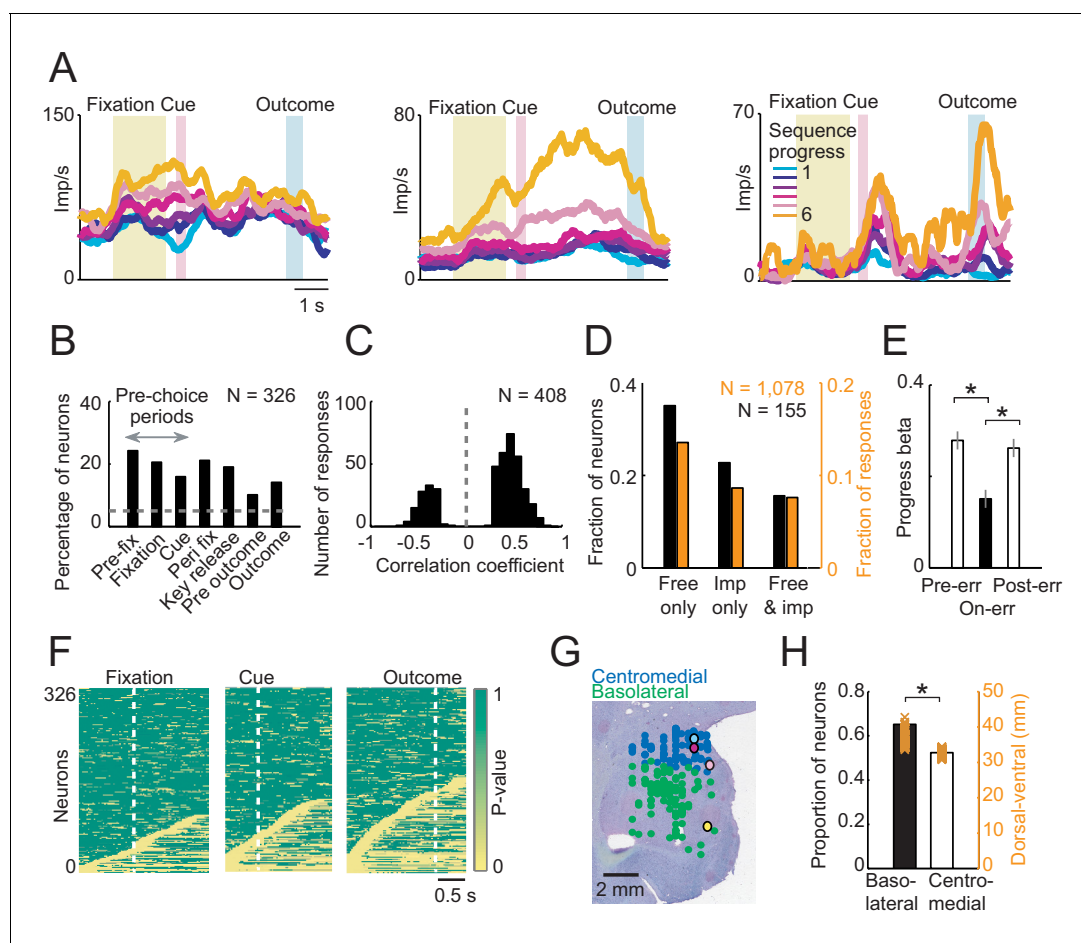 A
150
Imp/s
0
Fixation Cue
Outcome
1 s
80
Imp/s
0
Fixation Cue
Outcome
70
Imp/s
0
Fixation Cue
Outcome
Sequence
progress
1
6
B
Percentage of neurons
40
20
0
Pre-choice
periods
N = 326
Pre-fix
Fixation
Cue
Peri fix
Key release
Pre outcome
Outcome
C
Number of responses
100
50
0
N = 408
-1
-0.5
0
0.5
1
Correlation coefficient
D
Fraction of neurons
0.4
0.2
0
N = 1,078
N = 155
0.2
0.1
0
Fraction of responses
Free
only
Imp
only
Free
& imp
E
Progress beta
0.4
0
*
*
Pre-err
Post-err
On-err
F
Fixation
Cue
Outcome
326
Neurons
0
1
P-value
0
0.5 s
G
Centromedial
Basolateral
2 mm
H
Proportion of neurons
0.8
0.6
0.4
0.2
0
*
50
40
30
20
10
0
Dorsal-ventral (mm)
Baso-
lateral
Centro-
medial